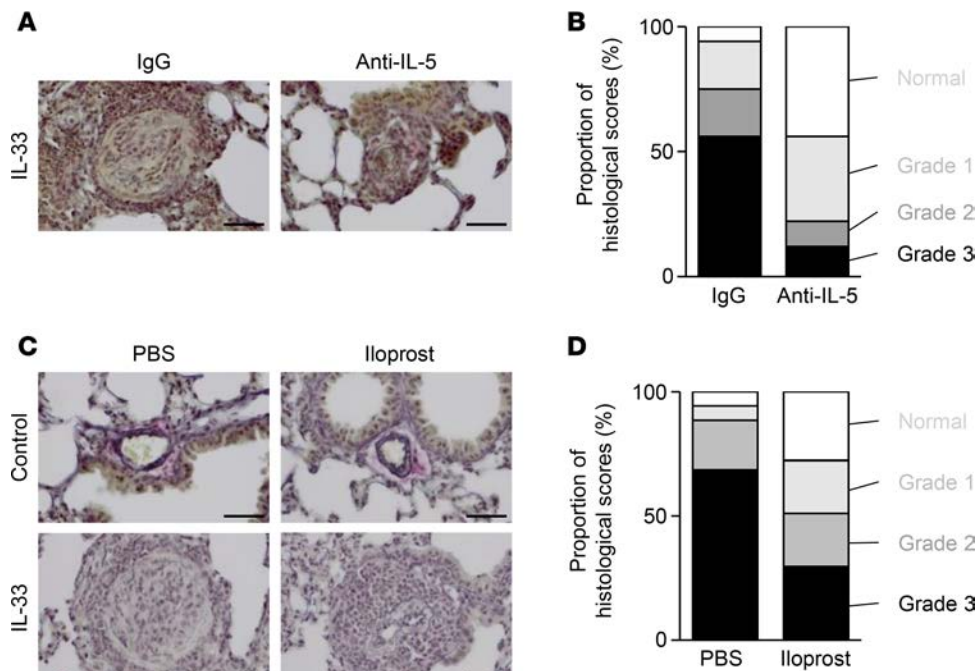 A
IgG
Anti-IL-5
IL-33
B
Proportion of
histological scores (%)
100
50
0
IgG
Anti-IL-5
Normal
Grade 1
Grade 2
Grade 3
C
PBS
Iloprost
Control
IL-33
D
Proportion of
histological scores (%)
100
50
0
PBS
Iloprost
Normal
Grade 1
Grade 2
Grade 3